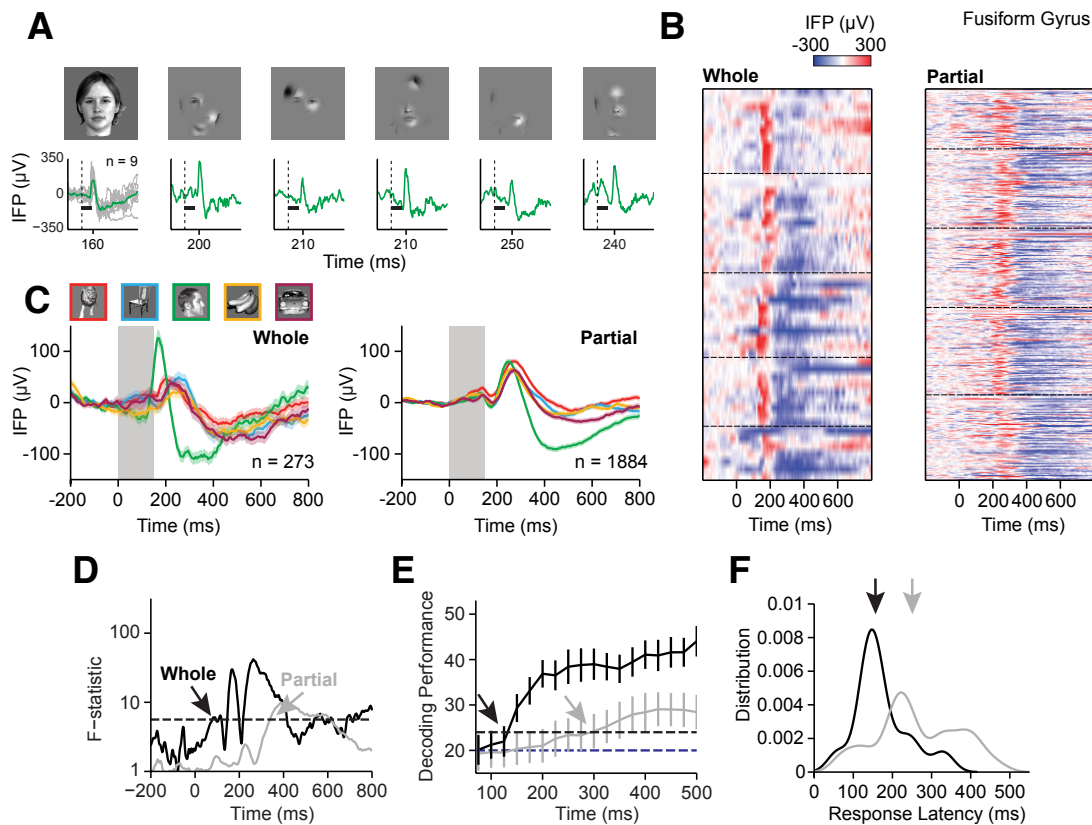 A
350
0
−350
IFP (µV)
n = 9
160
200
210
210
250
240
Time (ms)
B
IFP (µV)
-300
300
Fusiform Gyrus
Whole
Partial
0
200
400
600
Time (ms)
0
200
400
600
Time (ms)
C
Whole
100
0
-100
IFP (µV)
n = 273
-200
0
200
400
600
800
Time (ms)
Partial
100
0
-100
IFP (µV)
n = 1884
-200
0
200
400
600
800
Time (ms)
D
F−statistic
100
10
1
Whole
Partial
−200
0
200
400
600
800
Time (ms)
E
Decoding Performance
50
40
30
20
100
200
300
400
500
Time (ms)
F
Distribution
0.01
0.008
0.006
0.004
0.002
0
0
100
200
300
400
500
Response Latency (ms)